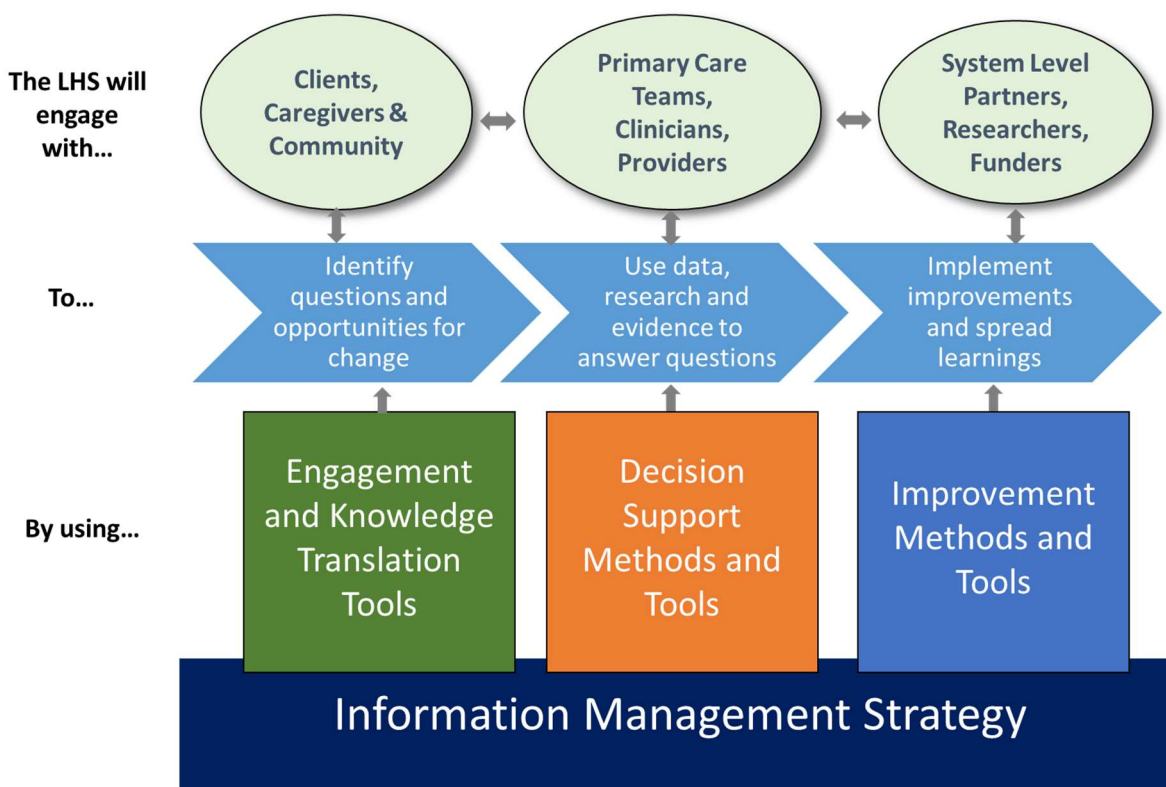 The LHS will
engage
with...
Clients,
Caregivers &
Community
Primary Care
Teams,
Clinicians,
Providers
System Level
Partners,
Researchers,
Funders
To...
Identify
questions and
opportunities for
change
Use data,
research and
evidence to
answer questions
Implement
improvements
and spread
learnings
By using...
Engagement
and Knowledge
Translation
Tools
Decision
Support
Methods and
Tools
Improvement
Methods and
Tools
Information Management Strategy